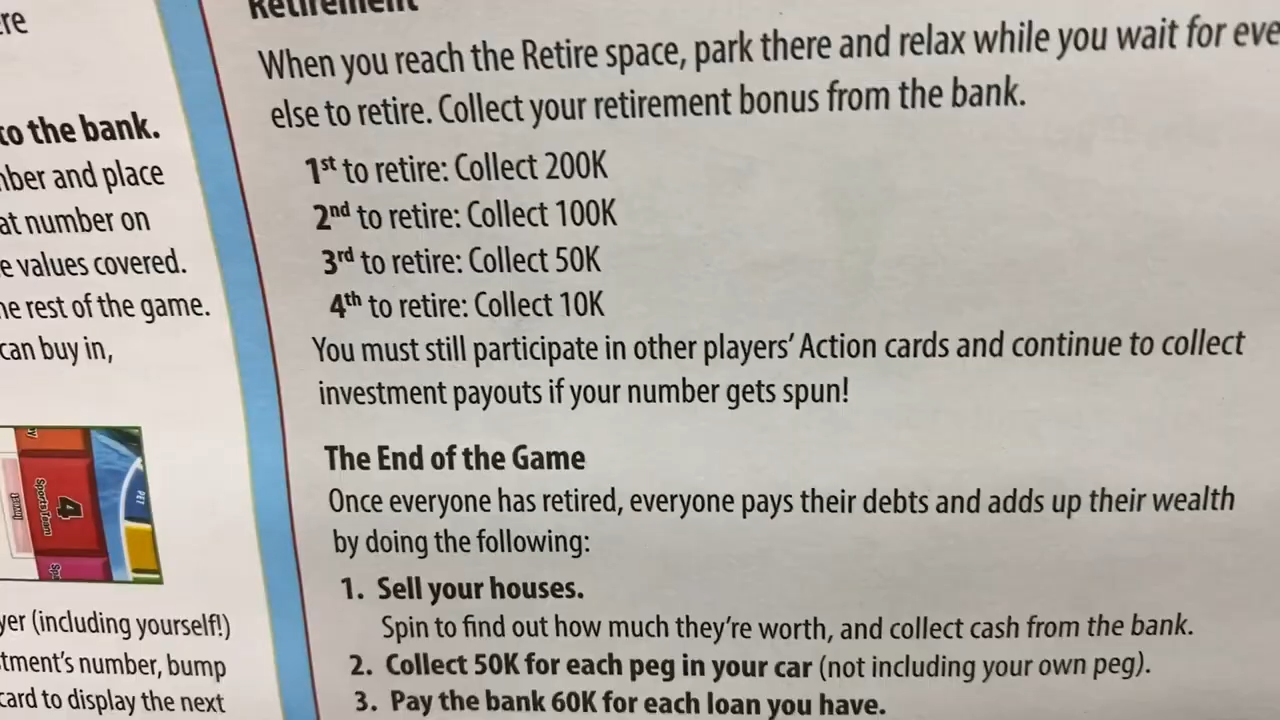 re
to the bank.
nber and place
at number on
e values covered.
he rest of the game.
can buy in,
4
Sports Team
Invest
PET
yer (including yourself!)
tment's number, bump
card to display the next
Retirement
When you reach the Retire space, park there and relax while you wait for eve
else to retire. Collect your retirement bonus from the bank.
1st to retire: Collect 200K
2nd to retire: Collect 100K
3rd to retire: Collect 50K
4th to retire: Collect 10K
You must still participate in other players' Action cards and continue to collect
investment payouts if your number gets spun!
The End of the Game
Once everyone has retired, everyone pays their debts and adds up their wealth
by doing the following:
1. Sell your houses.
Spin to find out how much they're worth, and collect cash from the bank.
2. Collect 50K for each peg in your car (not including your own peg).
3. Pay the bank 60K for each loan you have.